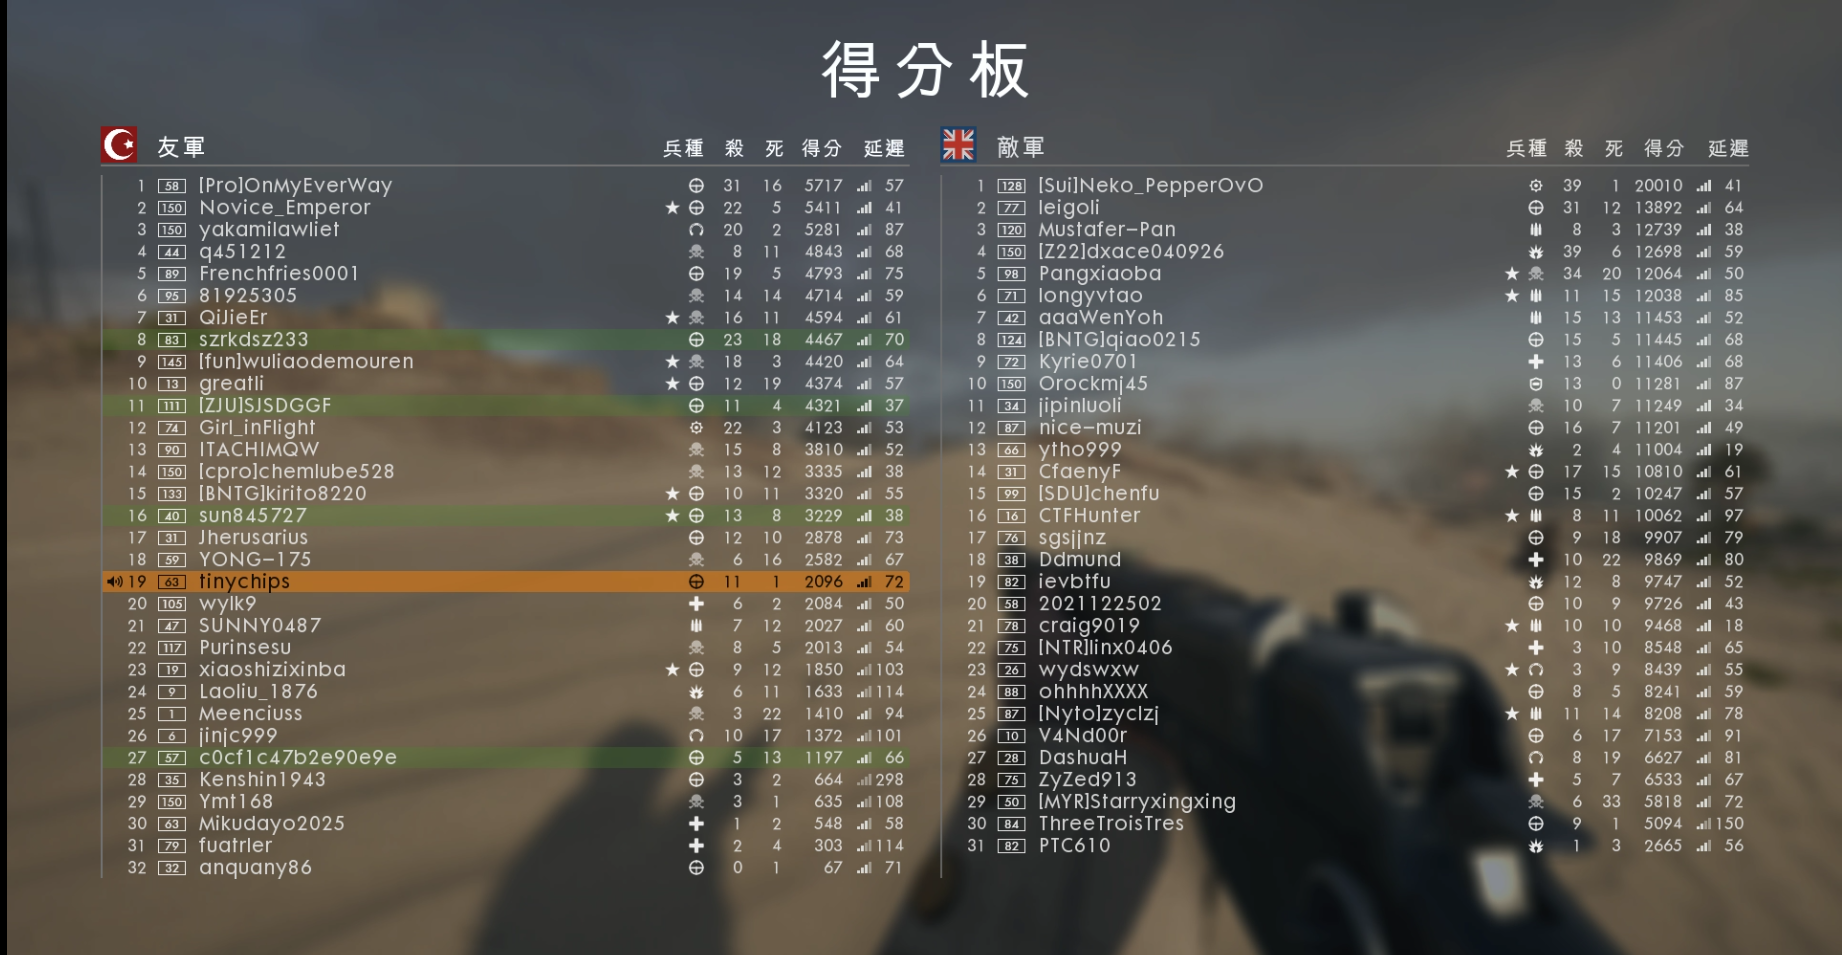 得分板
友軍 兵種 殺 死 得分 延遲
1 58 [Pro]OnMyEverWay 31 16 5717 57
2 150 Novice_Emperor 22 5 5411 41
3 150 yakamilawliet 20 2 5281 87
4 44 q451212 8 11 4843 68
5 89 Frenchfries0001 19 5 4793 75
6 95 81925305 14 14 4714 59
7 31 QiJieEr 16 11 4594 61
8 83 szrkdsz233 23 18 4467 70
9 145 [fun]wuliaodemouren 18 3 4420 64
10 13 greatli 12 19 4374 57
11 111 [ZJU]SJSDGGF 11 4 4321 37
12 74 Girl_inFlight 22 3 4123 53
13 90 ITACHIMQW 15 8 3810 52
14 150 [cpro]chemlube528 13 12 3335 38
15 133 [BNTG]kirito8220 10 11 3320 55
16 40 sun845727 13 8 3229 38
17 31 Jherusarius 12 10 2878 73
18 59 YONG-175 6 16 2582 67
19 63 tinychips 11 1 2096 72
20 105 wylk9 6 2 2084 50
21 47 SUNNY0487 7 12 2027 60
22 117 Purinsesu 8 5 2013 54
23 19 xiaoshizixinba 9 12 1850 103
24 9 Laoliu_1876 6 11 1633 114
25 1 Meenciuss 3 22 1410 94
26 6 jinjc999 10 17 1372 101
27 57 c0cf1c47b2e90e9e 5 13 1197 66
28 35 Kenshin1943 3 2 664 298
29 150 Ymt168 3 1 635 108
30 63 Mikudayo2025 1 2 548 58
31 79 fuatrler 2 4 303 114
32 32 anquany86 0 1 67 71
敵軍 兵種 殺 死 得分 延遲
1 128 [Sui]Neko_PepperOvO 39 1 20010 41
2 77 leigoli 31 12 13892 64
3 120 Mustafer-Pan 8 3 12739 38
4 150 [Z22]dxace040926 39 6 12698 59
5 98 Pangxiaoba 34 20 12064 50
6 71 longyvtao 11 15 12038 85
7 42 aaaWenYoh 15 13 11453 52
8 124 [BNTG]qiao0215 15 5 11445 68
9 72 Kyrie0701 13 6 11406 68
10 150 Orockmj45 13 0 11281 87
11 34 jipinluoli 10 7 11249 34
12 87 nice-muzi 16 7 11201 49
13 66 ytho999 2 4 11004 19
14 31 CfaenyF 17 15 10810 61
15 99 [SDU]chenfu 15 2 10247 57
16 16 CTFHunter 8 11 10062 97
17 76 sgsjjnz 9 18 9907 79
18 38 Ddmund 10 22 9869 80
19 82 ievbtfu 12 8 9747 52
20 58 2021122502 10 9 9726 43
21 78 craig9019 10 10 9468 18
22 75 [NTR]linx0406 3 10 8548 65
23 26 wydswxw 3 9 8439 55
24 88 ohhhhXXXX 8 5 8241 59
25 87 [Nyto]zyclzj 11 14 8208 78
26 10 V4Nd00r 6 17 7153 91
27 28 DashuaH 8 19 6627 81
28 75 ZyZed913 5 7 6533 67
29 50 [MYR]Starryxingxing 6 33 5818 72
30 84 ThreeTroisTres 9 1 5094 150
31 82 PTC610 1 3 2665 56